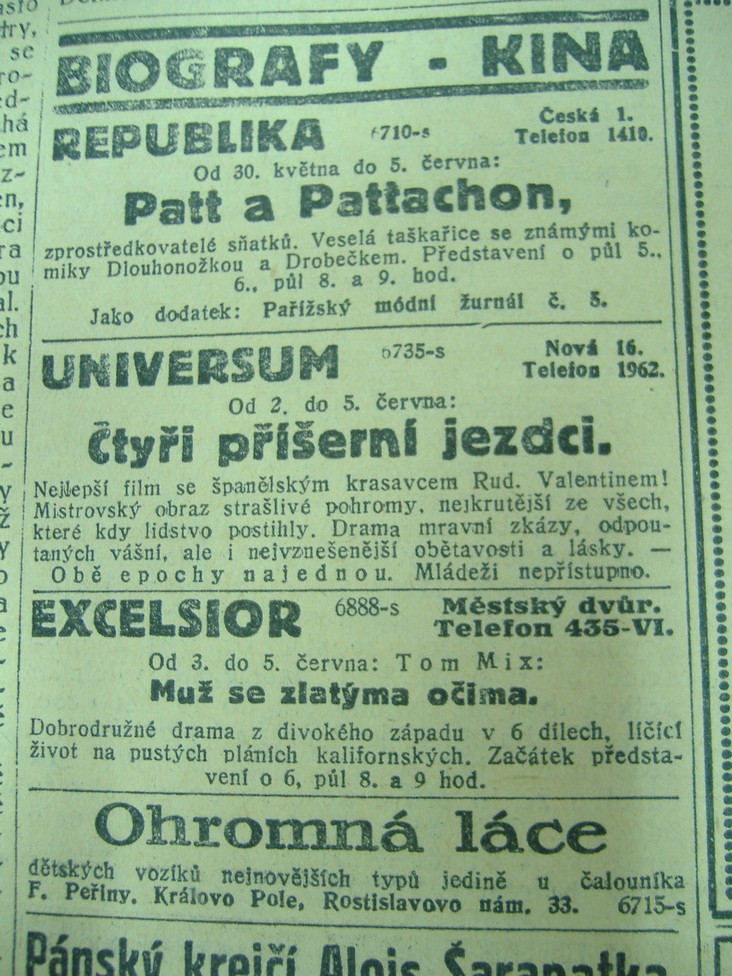 BIOGRAFY - KINA
REPUBLIKA 6710-s Česká 1.
Telefon 1410.
Od 30. května do 5. června:
Patt a Pattachon,
zprostředkovatelé sňatků. Veselá taškařice se známými ko-
miky Dlouhonožkou a Drobečkem. Představení o půl 5.,
6., půl 8. a 9. hod.
Jako dodatek: Pařížský módní žurnál č. 5.
UNIVERSUM 6735-s Nová 16.
Telefon 1962.
Od 2. do 5. června:
Čtyři příšerní jezdci.
Nejlepší film se španělským krasavcem Rud. Valentinem!
Mistrovský obraz strašlivé pohromy, nejkrutější ze všech,
které kdy lidstvo postihly. Drama mravní zkázy, odpou-
taných vášní, ale i nejvznešenější obětavosti a lásky. —
Obě epochy najednou. Mládeži nepřístupno.
EXCELSIOR 6888-s Městský dvůr.
Telefon 435-VI.
Od 3. do 5. června: Tom Mix:
Muž se zlatýma očima.
Dobrodružné drama z divokého západu v 6 dílech, líčící
život na pustých pláních kalifornských. Začátek předsta-
vení o 6, půl 8. a 9 hod.
Ohromná láce
dětských vozíků nejnovějších typů jedině u čalouníka
F. Peřiny. Královo Pole, Rostislavovo nám. 33. 6715-s
Pánský krejčí Alois Šarapatka